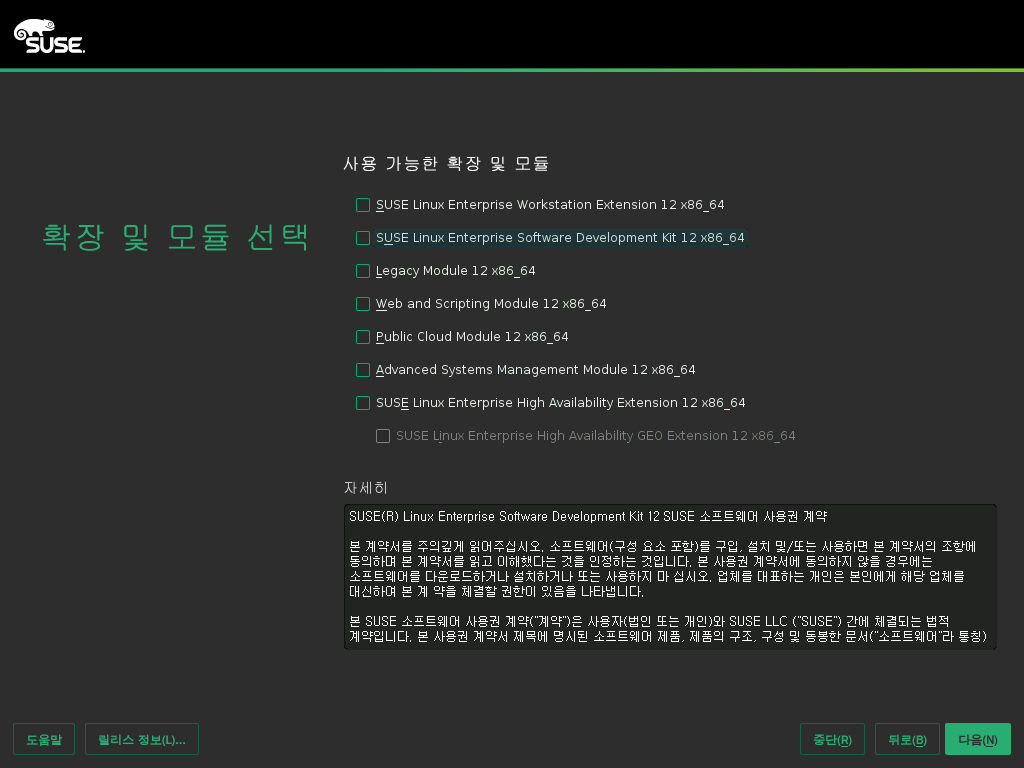 SUSE
사용 가능한 확장 및 모듈
확장 및 모듈 선택
SUSE Linux Enterprise Workstation Extension 12 x86_64
SUSE Linux Enterprise Software Development Kit 12 x86_64
Legacy Module 12 x86_64
Web and Scripting Module 12 x86_64
Public Cloud Module 12 x86_64
Advanced Systems Management Module 12 x86_64
SUSE Linux Enterprise High Availability Extension 12 x86_64
SUSE Linux Enterprise High Availability GEO Extension 12 x86_64
자세히
SUSE(R) Linux Enterprise Software Development Kit 12 SUSE 소프트웨어 사용권 계약
본 계약서를 주의깊게 읽어주십시오. 소프트웨어(구성 요소 포함)를 구입, 설치 및/또는 사용하면 본 계약서의 조항에
동의하며 본 계약서를 읽고 이해했다는 것을 인정하는 것입니다. 본 사용권 계약서에 동의하지 않을 경우에는
소프트웨어를 다운로드하거나 설치하거나 또는 사용하지 마 십시오. 업체를 대표하는 개인은 본인에게 해당 업체를
대신하여 본 계 약을 체결할 권한이 있음을 나타냅니다.
본 SUSE 소프트웨어 사용권 계약("계약")은 사용자(법인 또는 개인)와 SUSE LLC ("SUSE") 간에 체결되는 법적
계약입니다. 본 사용권 계약서 제목에 명시된 소프트웨어 제품, 제품의 구조, 구성 및 동봉한 문서("소프트웨어"라 통칭)
도움말
릴리스 정보(L)...
중단(R)
뒤로(B)
다음(N)